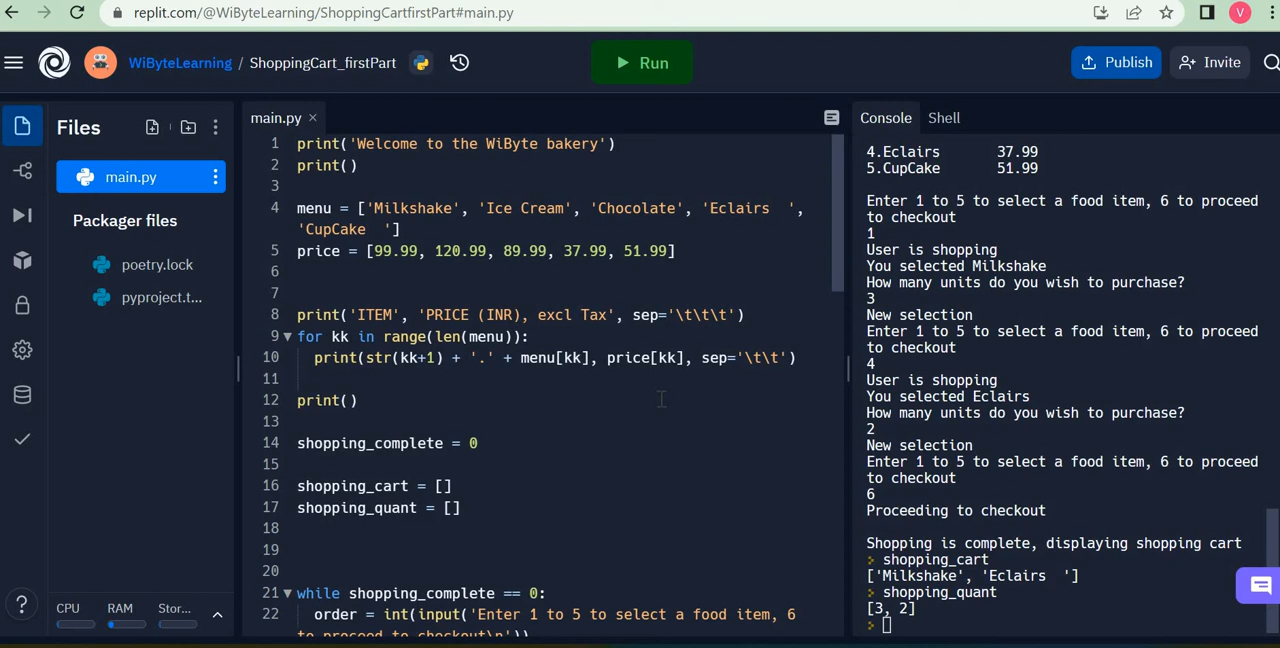 replit.com/@WiByteLearning/ShoppingCartfirstPart#main.py
V
WiByteLearning / ShoppingCart_firstPart
Run
Publish
Invite
Files
main.py
Packager files
poetry.lock
pyproject.t...
CPU RAM Stor...
main.py
1 print('Welcome to the WiByte bakery')
2 print()
3
4 menu = ['Milkshake', 'Ice Cream', 'Chocolate', 'Eclairs  ',
'CupCake  ']
5 price = [99.99, 120.99, 89.99, 37.99, 51.99]
6
7
8 print('ITEM', 'PRICE (INR), excl Tax', sep='\t\t\t')
9 for kk in range(len(menu)):
10   print(str(kk+1) + '.' + menu[kk], price[kk], sep='\t\t')
11
12 print()
13
14 shopping_complete = 0
15
16 shopping_cart = []
17 shopping_quant = []
18
19
20
21 while shopping_complete == 0:
22   order = int(input('Enter 1 to 5 to select a food item, 6
to proceed to checkout\n'))
Console Shell
4.Eclairs 37.99
5.CupCake 51.99
Enter 1 to 5 to select a food item, 6 to proceed
to checkout
1
User is shopping
You selected Milkshake
How many units do you wish to purchase?
3
New selection
Enter 1 to 5 to select a food item, 6 to proceed
to checkout
4
User is shopping
You selected Eclairs
How many units do you wish to purchase?
2
New selection
Enter 1 to 5 to select a food item, 6 to proceed
to checkout
6
Proceeding to checkout
Shopping is complete, displaying shopping cart
shopping_cart
['Milkshake', 'Eclairs  ']
shopping_quant
[3, 2]